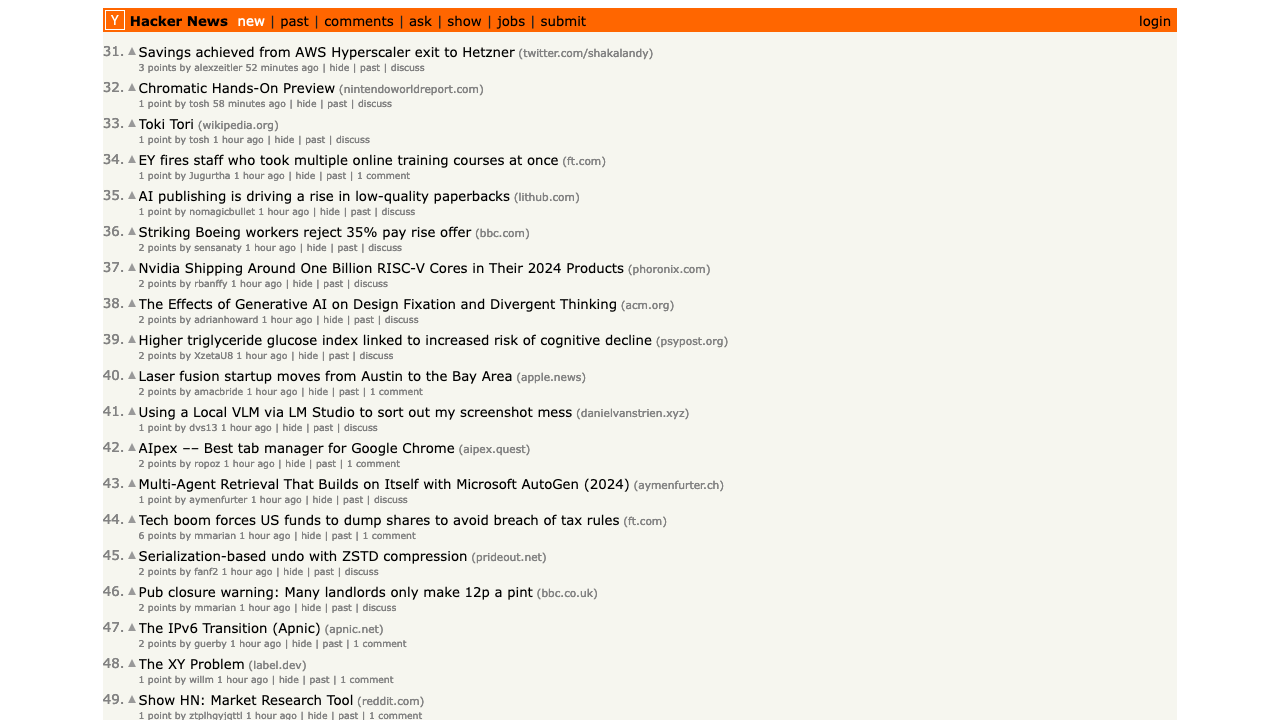 Y Hacker News new | past | comments | ask | show | jobs | submit login
31. ▲ Savings achieved from AWS Hyperscaler exit to Hetzner (twitter.com/shakalandy)
3 points by alexzeitler 52 minutes ago | hide | past | discuss
32. ▲ Chromatic Hands-On Preview (nintendoworldreport.com)
1 point by tosh 58 minutes ago | hide | past | discuss
33. ▲ Toki Tori (wikipedia.org)
1 point by tosh 1 hour ago | hide | past | discuss
34. ▲ EY fires staff who took multiple online training courses at once (ft.com)
1 point by Jugurtha 1 hour ago | hide | past | 1 comment
35. ▲ AI publishing is driving a rise in low-quality paperbacks (lithub.com)
1 point by nomagicbullet 1 hour ago | hide | past | discuss
36. ▲ Striking Boeing workers reject 35% pay rise offer (bbc.com)
2 points by sensanaty 1 hour ago | hide | past | discuss
37. ▲ Nvidia Shipping Around One Billion RISC-V Cores in Their 2024 Products (phoronix.com)
2 points by rbanffy 1 hour ago | hide | past | discuss
38. ▲ The Effects of Generative AI on Design Fixation and Divergent Thinking (acm.org)
2 points by adrianhoward 1 hour ago | hide | past | discuss
39. ▲ Higher triglyceride glucose index linked to increased risk of cognitive decline (psypost.org)
2 points by XzetaU8 1 hour ago | hide | past | discuss
40. ▲ Laser fusion startup moves from Austin to the Bay Area (apple.news)
2 points by amacbride 1 hour ago | hide | past | 1 comment
41. ▲ Using a Local VLM via LM Studio to sort out my screenshot mess (danielvanstrien.xyz)
1 point by dvs13 1 hour ago | hide | past | discuss
42. ▲ AIpex –– Best tab manager for Google Chrome (aipex.quest)
2 points by ropoz 1 hour ago | hide | past | 1 comment
43. ▲ Multi-Agent Retrieval That Builds on Itself with Microsoft AutoGen (2024) (aymenfurter.ch)
1 point by aymenfurter 1 hour ago | hide | past | discuss
44. ▲ Tech boom forces US funds to dump shares to avoid breach of tax rules (ft.com)
6 points by mmarian 1 hour ago | hide | past | 1 comment
45. ▲ Serialization-based undo with ZSTD compression (prideout.net)
2 points by fanf2 1 hour ago | hide | past | discuss
46. ▲ Pub closure warning: Many landlords only make 12p a pint (bbc.co.uk)
2 points by mmarian 1 hour ago | hide | past | discuss
47. ▲ The IPv6 Transition (Apnic) (apnic.net)
2 points by guerby 1 hour ago | hide | past | 1 comment
48. ▲ The XY Problem (label.dev)
1 point by willm 1 hour ago | hide | past | 1 comment
49. ▲ Show HN: Market Research Tool (reddit.com)
1 point by ztplhgyjqttl 1 hour ago | hide | past | 1 comment